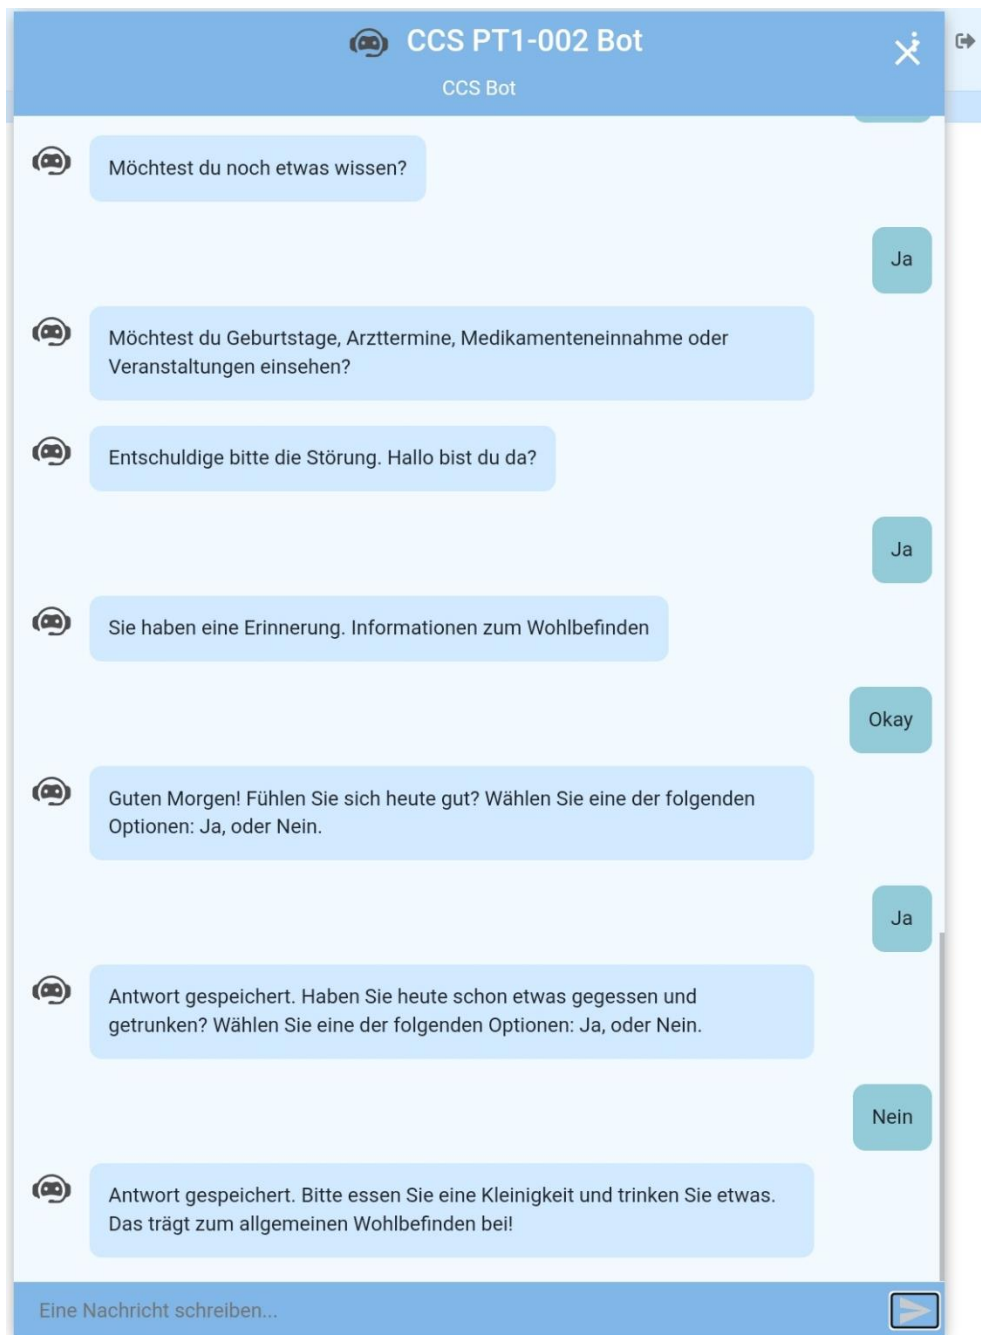 CCS PT1-002 Bot
CCS Bot
Möchtest du noch etwas wissen?
Ja
Möchtest du Geburtstage, Arzttermine, Medikamenteneinnahme oder
Veranstaltungen einsehen?
Entschuldige bitte die Störung. Hallo bist du da?
Ja
Sie haben eine Erinnerung. Informationen zum Wohlbefinden
Okay
Guten Morgen! Fühlen Sie sich heute gut? Wählen Sie eine der folgenden
Optionen: Ja, oder Nein.
Ja
Antwort gespeichert. Haben Sie heute schon etwas gegessen und
getrunken? Wählen Sie eine der folgenden Optionen: Ja, oder Nein.
Nein
Antwort gespeichert. Bitte essen Sie eine Kleinigkeit und trinken Sie etwas.
Das trägt zum allgemeinen Wohlbefinden bei!
Eine Nachricht schreiben...